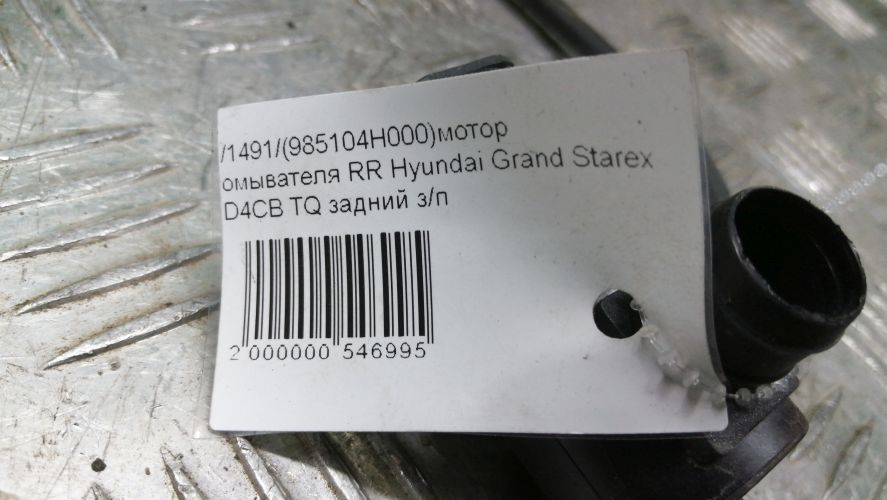 /1491/(985104H000)мотор
омывателя RR Hyundai Grand Starex
D4CB TQ задний з/п
2 000000 546995